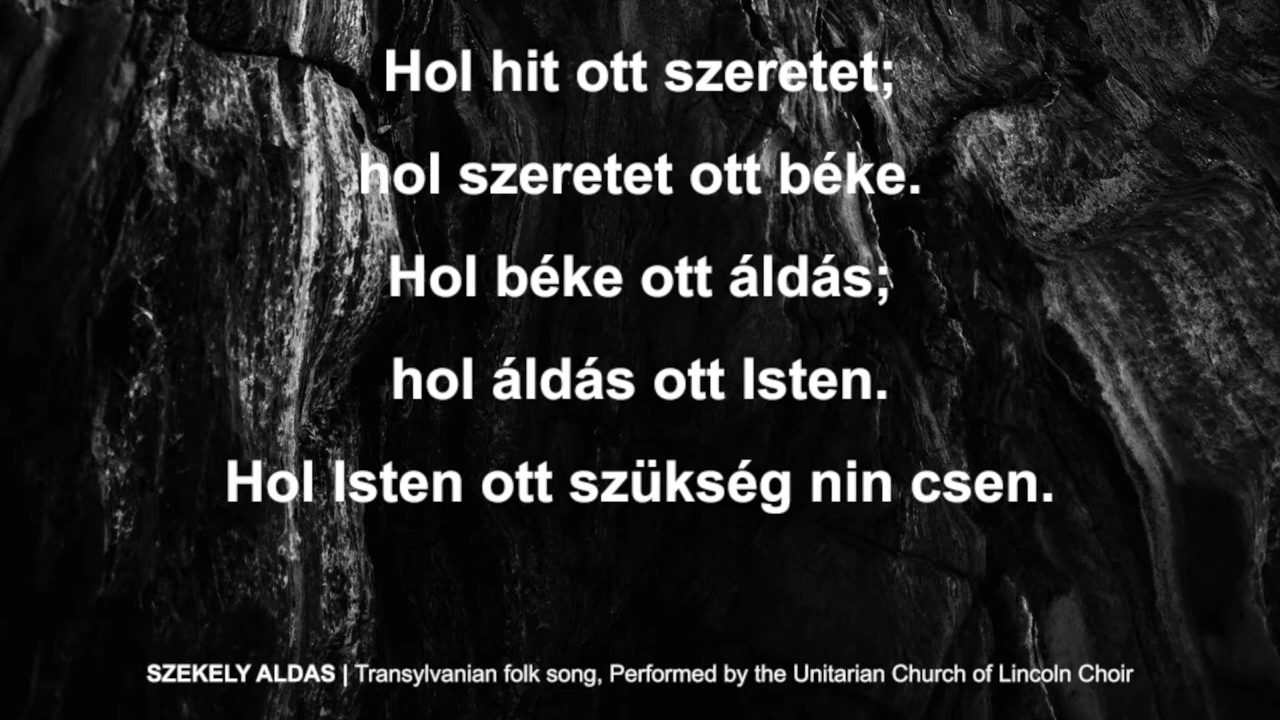 Hol hit ott szeretet;
hol szeretet ott béke.
Hol béke ott áldás;
hol áldás ott Isten.
Hol Isten ott szükség nin csen.
SZEKELY ALDAS | Transylvanian folk song, Performed by the Unitarian Church of Lincoln Choir